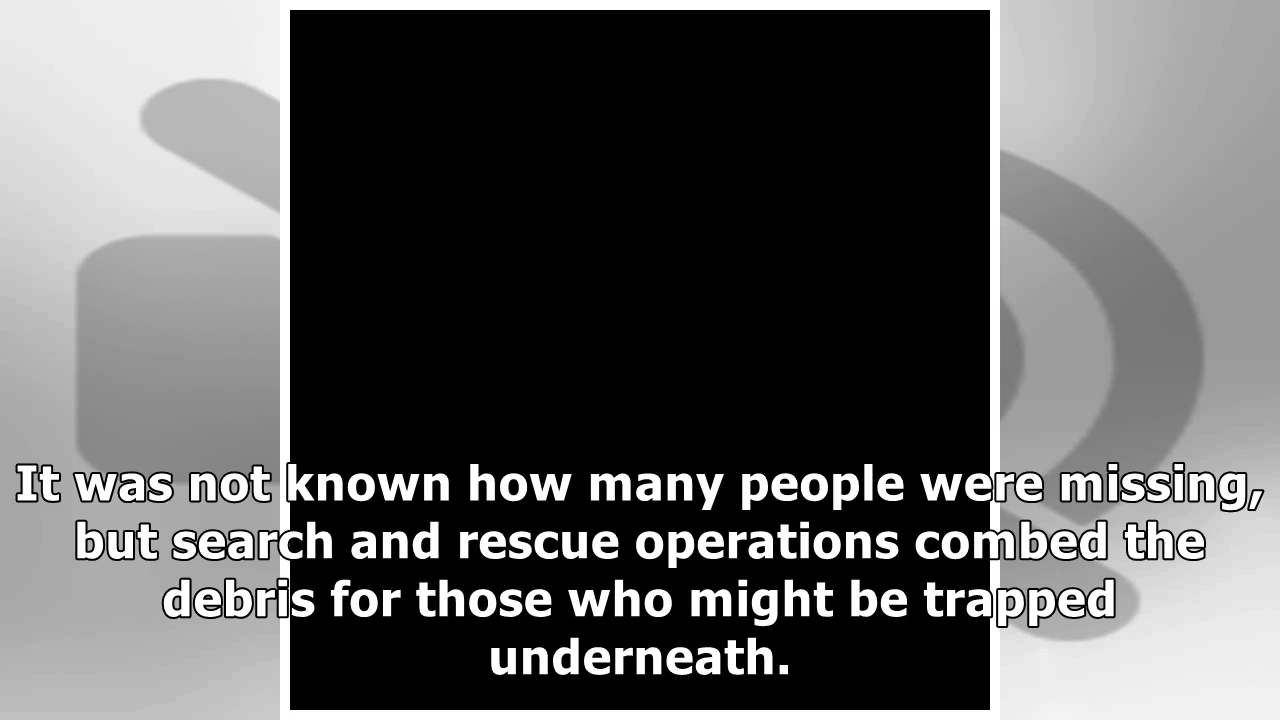 It was not known how many people were missing,
but search and rescue operations combed the
debris for those who might be trapped
underneath.